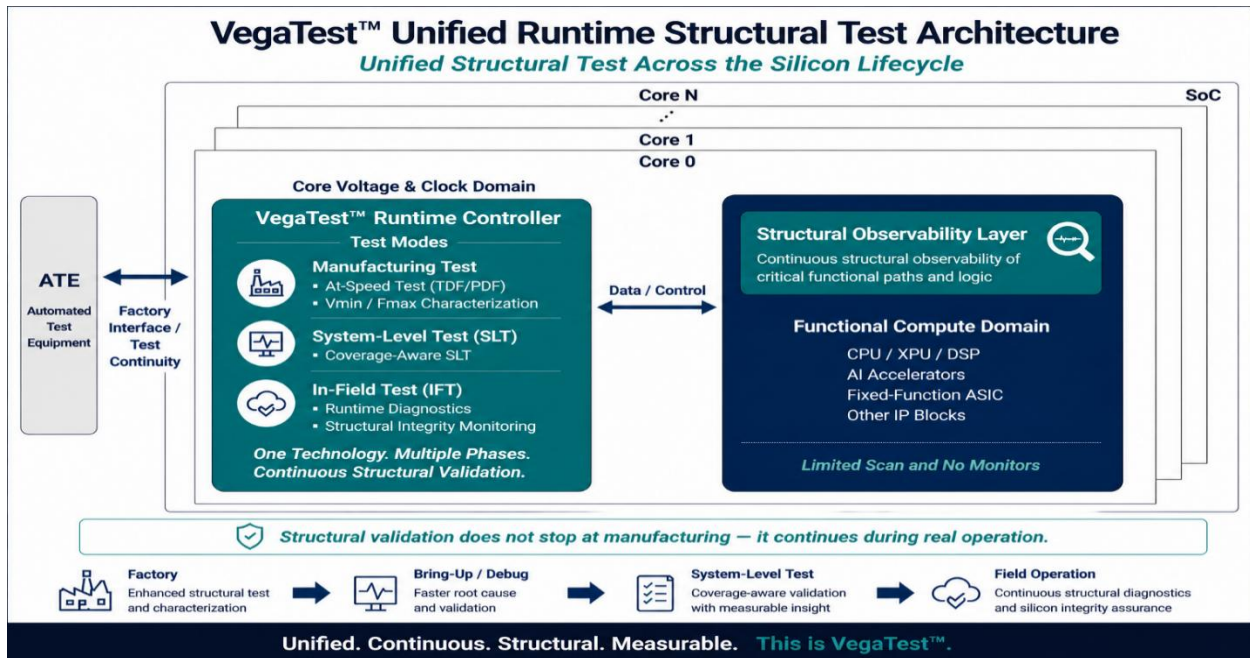 VegaTest™ Unified Runtime Structural Test Architecture
Unified Structural Test Across the Silicon Lifecycle
Core N
SoC
Core 1
Core 0
ATE
Automated
Test
Equipment
Factory
Interface /
Test
Continuity
Core Voltage & Clock Domain
VegaTest™ Runtime Controller
Test Modes
Manufacturing Test
▪ At-Speed Test (TDF/PDF)
▪ Vmin / Fmax Characterization
System-Level Test (SLT)
▪ Coverage-Aware SLT
In-Field Test (IFT)
▪ Runtime Diagnostics
▪ Structural Integrity Monitoring
One Technology. Multiple Phases.
Continuous Structural Validation.
Data / Control
Structural Observability Layer
Continuous structural observability of
critical functional paths and logic
Functional Compute Domain
CPU / XPU / DSP
AI Accelerators
Fixed-Function ASIC
Other IP Blocks
Limited Scan and No Monitors
Structural validation does not stop at manufacturing — it continues during real operation.
Factory
Enhanced structural test
and characterization
Bring-Up / Debug
Faster root cause
and validation
System-Level Test
Coverage-aware validation
with measurable insight
Field Operation
Continuous structural diagnostics
and silicon integrity assurance
Unified. Continuous. Structural. Measurable. This is VegaTest™.